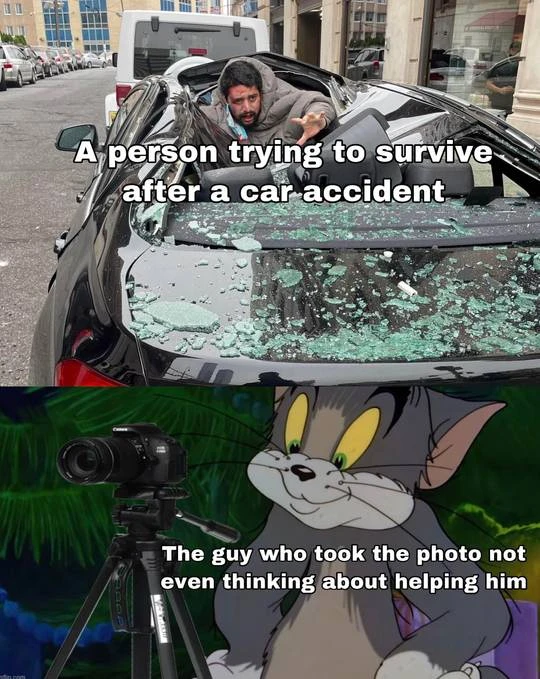 A person trying to survive
after a car accident
Canon
The guy who took the photo not
even thinking about helping him